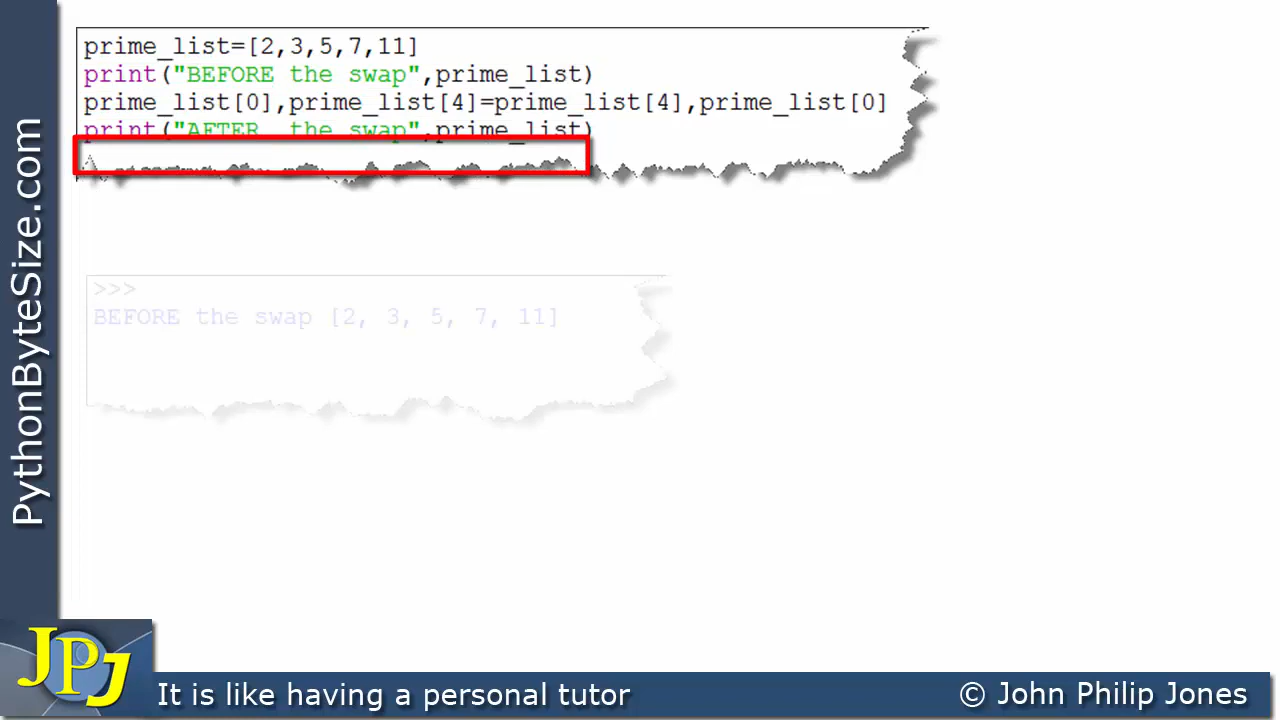 prime_list=[2,3,5,7,11]
print("BEFORE the swap",prime_list)
prime_list[0],prime_list[4]=prime_list[4],prime_list[0]
print("AFTER  the swap",prime_list)
>>>
BEFORE the swap [2, 3, 5, 7, 11]
PythonByteSize.com
JPJ
It is like having a personal tutor
© John Philip Jones